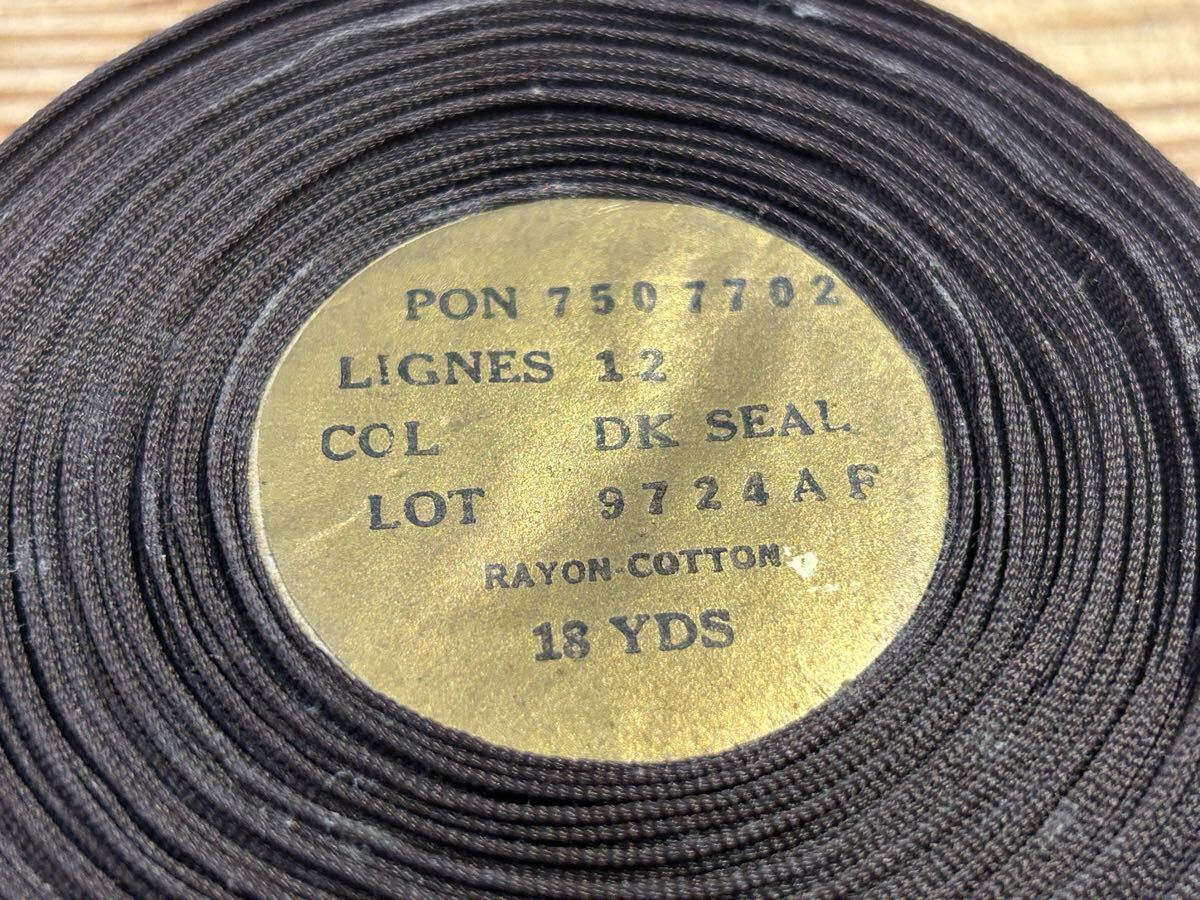 PON 7507702
LIGNES 12
COL DK SEAL
LOT 9724AF
RAYON-COTTON
18 YDS